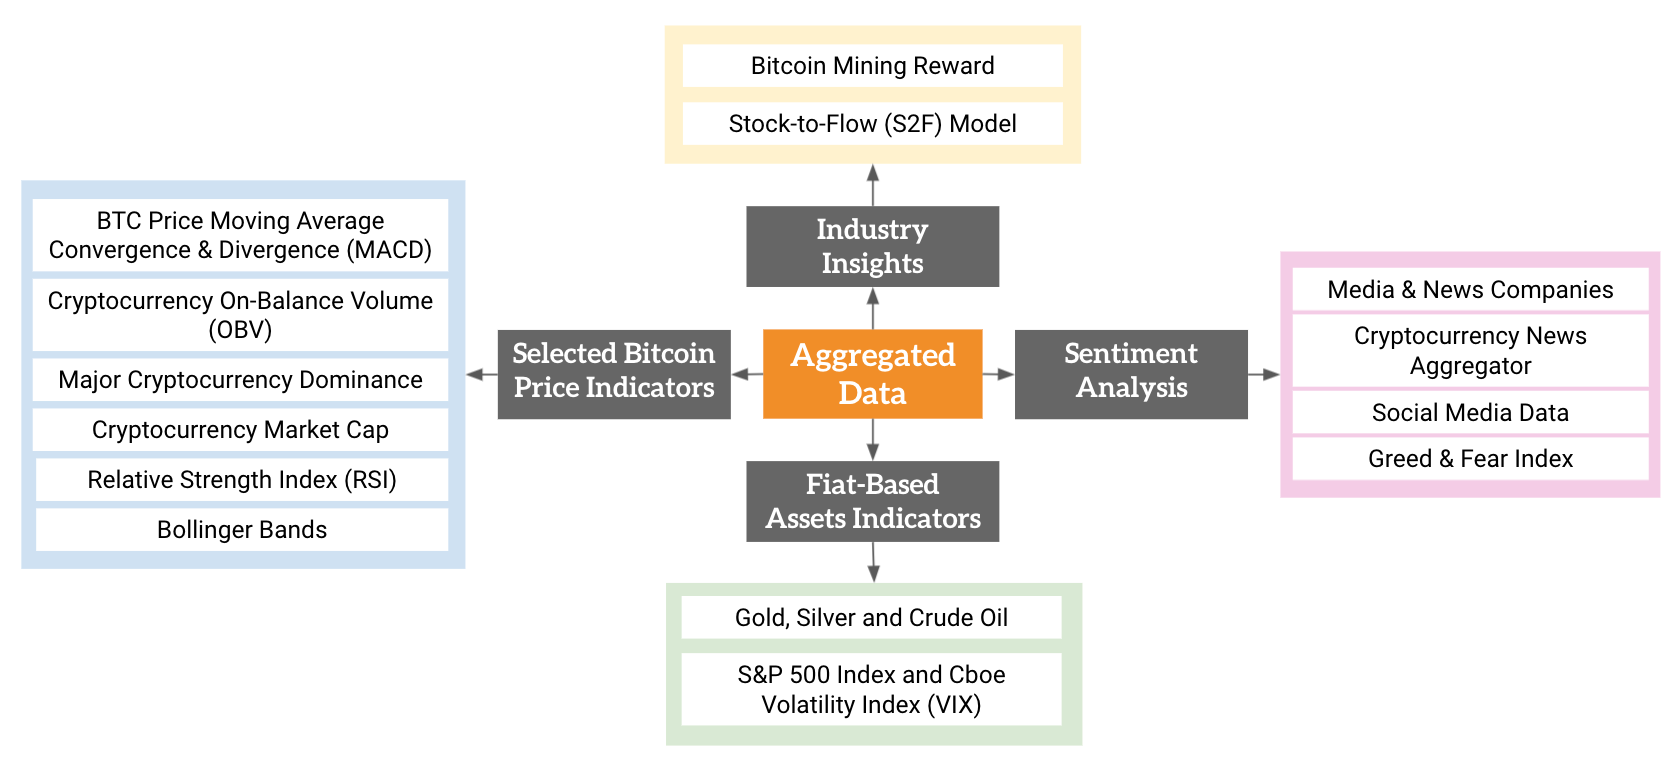 Bitcoin Mining Reward
Stock-to-Flow (S2F) Model
Industry
Insights
BTC Price Moving Average
Convergence & Divergence (MACD)
Cryptocurrency On-Balance Volume
(OBV)
Major Cryptocurrency Dominance
Cryptocurrency Market Cap
Relative Strength Index (RSI)
Bollinger Bands
Selected Bitcoin
Price Indicators
Aggregated
Data
Sentiment
Analysis
Media & News Companies
Cryptocurrency News
Aggregator
Social Media Data
Greed & Fear Index
Fiat-Based
Assets Indicators
Gold, Silver and Crude Oil
S&P 500 Index and Cboe
Volatility Index (VIX)